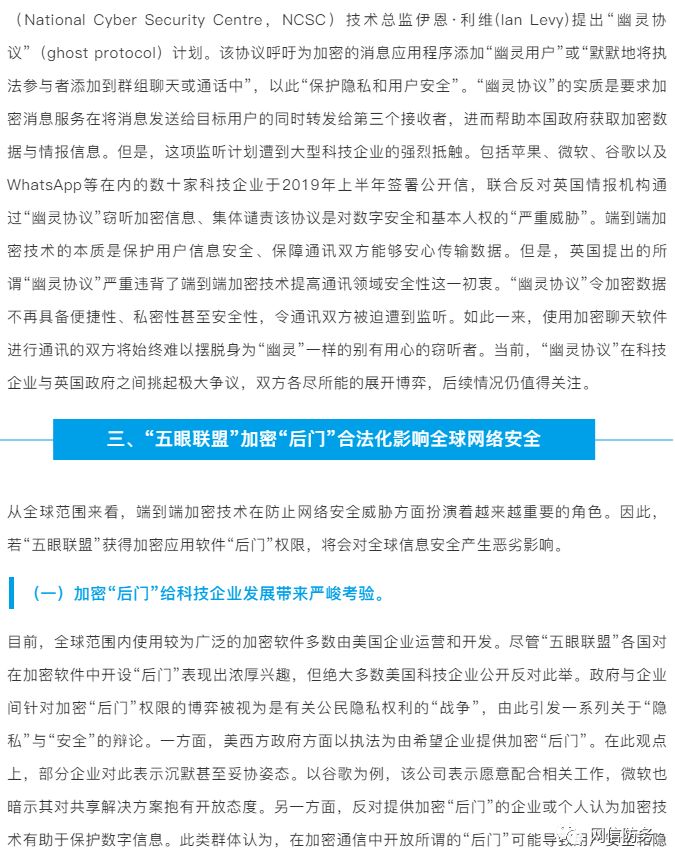 （National Cyber Security Centre，NCSC）技术总监伊恩·利维(Ian Levy)提出“幽灵协
议”（ghost protocol）计划。该协议呼吁为加密的消息应用程序添加“幽灵用户”或“默默地将执
法参与者添加到群组聊天或通话中”，以此“保护隐私和用户安全”。“幽灵协议”的实质是要求加
密消息服务在将消息发送给目标用户的同时转发给第三个接收者，进而帮助本国政府获取加密数
据与情报信息。但是，这项监听计划遭到大型科技企业的强烈抵触。包括苹果、微软、谷歌以及
WhatsApp等在内的数十家科技企业于2019年上半年签署公开信，联合反对英国情报机构通
过“幽灵协议”窃听加密信息、集体谴责该协议是对数字安全和基本人权的“严重威胁”。端到端加
密技术的本质是保护用户信息安全、保障通讯双方能够安心传输数据。但是，英国提出的所
谓“幽灵协议”严重违背了端到端加密技术提高通讯领域安全性这一初衷。“幽灵协议”令加密数据
不再具备便捷性、私密性甚至安全性，令通讯双方被迫遭到监听。如此一来，使用加密聊天软件
进行通讯的双方将始终难以摆脱身为“幽灵”一样的别有用心的窃听者。当前，“幽灵协议”在科技
企业与英国政府之间挑起极大争议，双方各尽所能的展开博弈，后续情况仍值得关注。
三、“五眼联盟”加密“后门”合法化影响全球网络安全
从全球范围来看，端到端加密技术在防止网络安全威胁方面扮演着越来越重要的角色。因此，
若“五眼联盟”获得加密应用软件“后门”权限，将会对全球信息安全产生恶劣影响。
（一）加密“后门”给科技企业发展带来严峻考验。
目前，全球范围内使用较为广泛的加密软件多数由美国企业运营和开发。尽管“五眼联盟”各国对
在加密软件中开设“后门”表现出浓厚兴趣，但绝大多数美国科技企业公开反对此举。政府与企业
间针对加密“后门”权限的博弈被视为是有关公民隐私权利的“战争”，由此引发一系列关于“隐
私”与“安全”的辩论。一方面，美西方政府方面以执法为由希望企业提供加密“后门”。在此观点
上，部分企业对此表示沉默甚至妥协姿态。以谷歌为例，该公司表示愿意配合相关工作，微软也
暗示其对共享解决方案抱有开放态度。另一方面，反对提供加密“后门”的企业或个人认为加密技
术有助于保护数字信息。此类群体认为，在加密通信中开放所谓的“后门”可能导致
网信防务